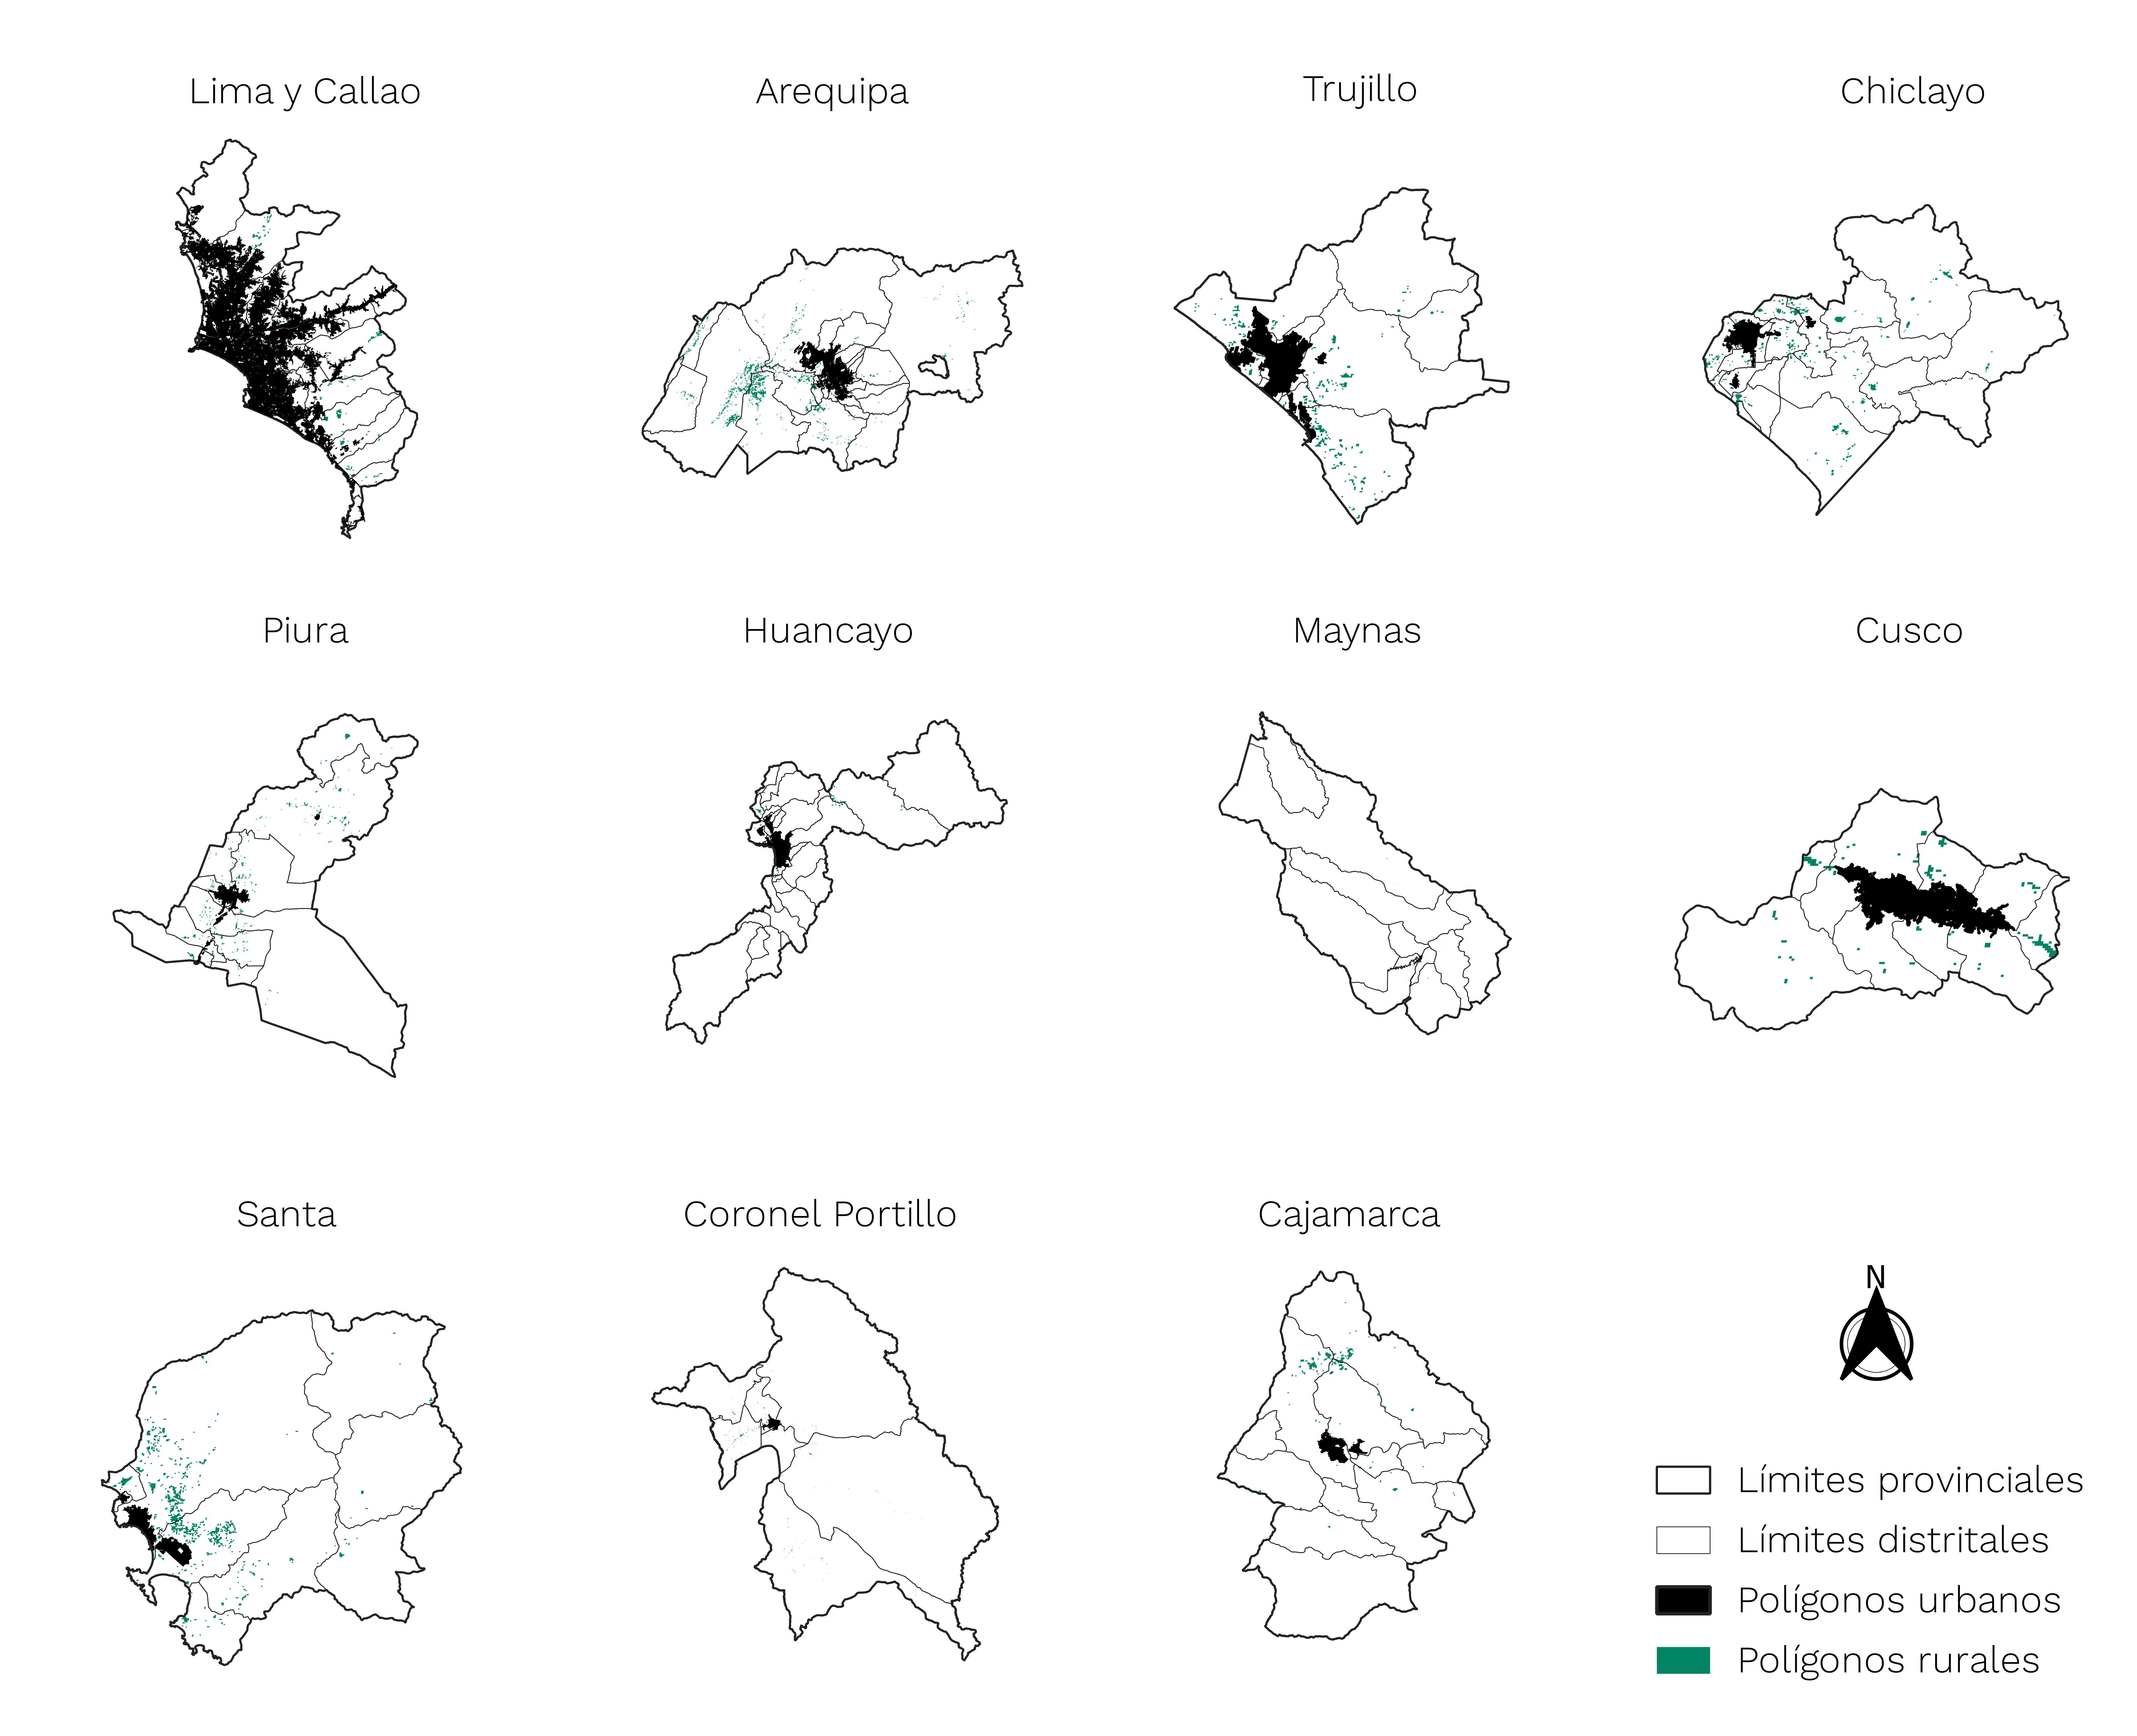 Lima y Callao
Arequipa
Trujillo
Chiclayo
Piura
Huancayo
Maynas
Cusco
Santa
Coronel Portillo
Cajamarca
N
Límites provinciales
Límites distritales
Polígonos urbanos
Polígonos rurales